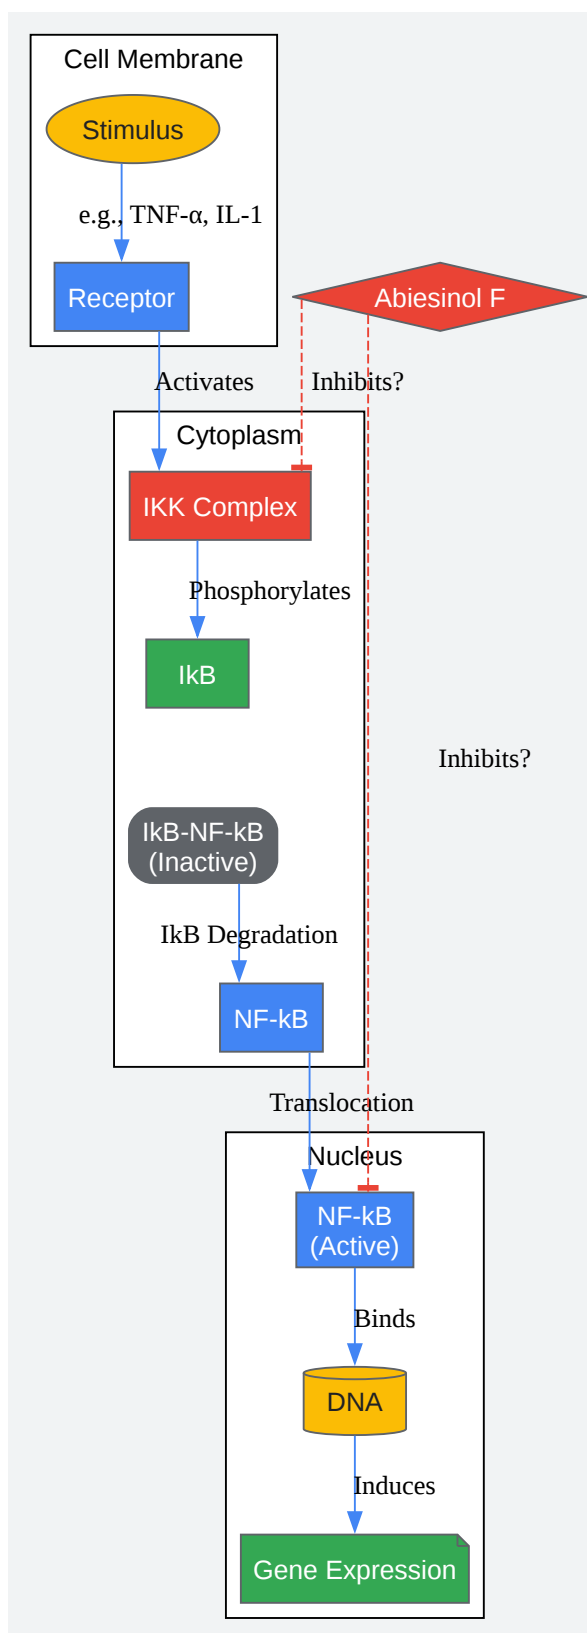 Cell Membrane
Stimulus
e.g., TNF-α, IL-1
Receptor
Abiesinol F
Activates
Inhibits?
Cytoplasm
IKK Complex
Phosphorylates
IkB
Inhibits?
IkB-NF-kB
(Inactive)
IkB Degradation
NF-kB
Translocation
Nucleus
NF-kB
(Active)
Binds
DNA
Induces
Gene Expression